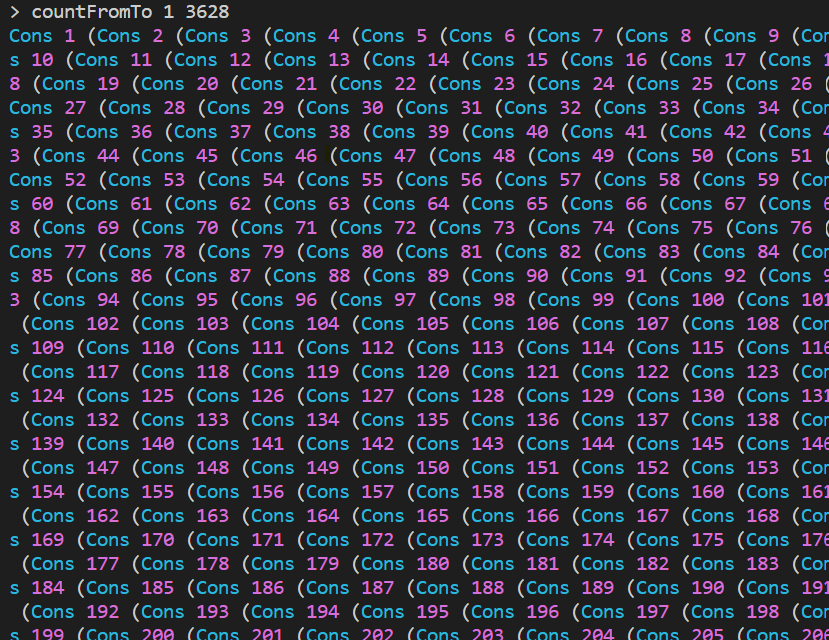 > countFromTo 1 3628
Cons 1 (Cons 2 (Cons 3 (Cons 4 (Cons 5 (Cons 6 (Cons 7 (Cons 8 (Cons 9 (Con
s 10 (Cons 11 (Cons 12 (Cons 13 (Cons 14 (Cons 15 (Cons 16 (Cons 17 (Cons 1
8 (Cons 19 (Cons 20 (Cons 21 (Cons 22 (Cons 23 (Cons 24 (Cons 25 (Cons 26 (
Cons 27 (Cons 28 (Cons 29 (Cons 30 (Cons 31 (Cons 32 (Cons 33 (Cons 34 (Con
s 35 (Cons 36 (Cons 37 (Cons 38 (Cons 39 (Cons 40 (Cons 41 (Cons 42 (Cons 4
3 (Cons 44 (Cons 45 (Cons 46 (Cons 47 (Cons 48 (Cons 49 (Cons 50 (Cons 51 (
Cons 52 (Cons 53 (Cons 54 (Cons 55 (Cons 56 (Cons 57 (Cons 58 (Cons 59 (Con
s 60 (Cons 61 (Cons 62 (Cons 63 (Cons 64 (Cons 65 (Cons 66 (Cons 67 (Cons 6
8 (Cons 69 (Cons 70 (Cons 71 (Cons 72 (Cons 73 (Cons 74 (Cons 75 (Cons 76 (
Cons 77 (Cons 78 (Cons 79 (Cons 80 (Cons 81 (Cons 82 (Cons 83 (Cons 84 (Con
s 85 (Cons 86 (Cons 87 (Cons 88 (Cons 89 (Cons 90 (Cons 91 (Cons 92 (Cons 9
3 (Cons 94 (Cons 95 (Cons 96 (Cons 97 (Cons 98 (Cons 99 (Cons 100 (Cons 101
(Cons 102 (Cons 103 (Cons 104 (Cons 105 (Cons 106 (Cons 107 (Cons 108 (Con
s 109 (Cons 110 (Cons 111 (Cons 112 (Cons 113 (Cons 114 (Cons 115 (Cons 116
(Cons 117 (Cons 118 (Cons 119 (Cons 120 (Cons 121 (Cons 122 (Cons 123 (Con
s 124 (Cons 125 (Cons 126 (Cons 127 (Cons 128 (Cons 129 (Cons 130 (Cons 131
(Cons 132 (Cons 133 (Cons 134 (Cons 135 (Cons 136 (Cons 137 (Cons 138 (Con
s 139 (Cons 140 (Cons 141 (Cons 142 (Cons 143 (Cons 144 (Cons 145 (Cons 146
(Cons 147 (Cons 148 (Cons 149 (Cons 150 (Cons 151 (Cons 152 (Cons 153 (Con
s 154 (Cons 155 (Cons 156 (Cons 157 (Cons 158 (Cons 159 (Cons 160 (Cons 161
(Cons 162 (Cons 163 (Cons 164 (Cons 165 (Cons 166 (Cons 167 (Cons 168 (Con
s 169 (Cons 170 (Cons 171 (Cons 172 (Cons 173 (Cons 174 (Cons 175 (Cons 176
(Cons 177 (Cons 178 (Cons 179 (Cons 180 (Cons 181 (Cons 182 (Cons 183 (Con
s 184 (Cons 185 (Cons 186 (Cons 187 (Cons 188 (Cons 189 (Cons 190 (Cons 191
(Cons 192 (Cons 193 (Cons 194 (Cons 195 (Cons 196 (Cons 197 (Cons 198 (Con
s 199 (Cons 200 (Cons 201 (Cons 202 (Cons 203 (Cons 204 (Cons 205 (Cons 206